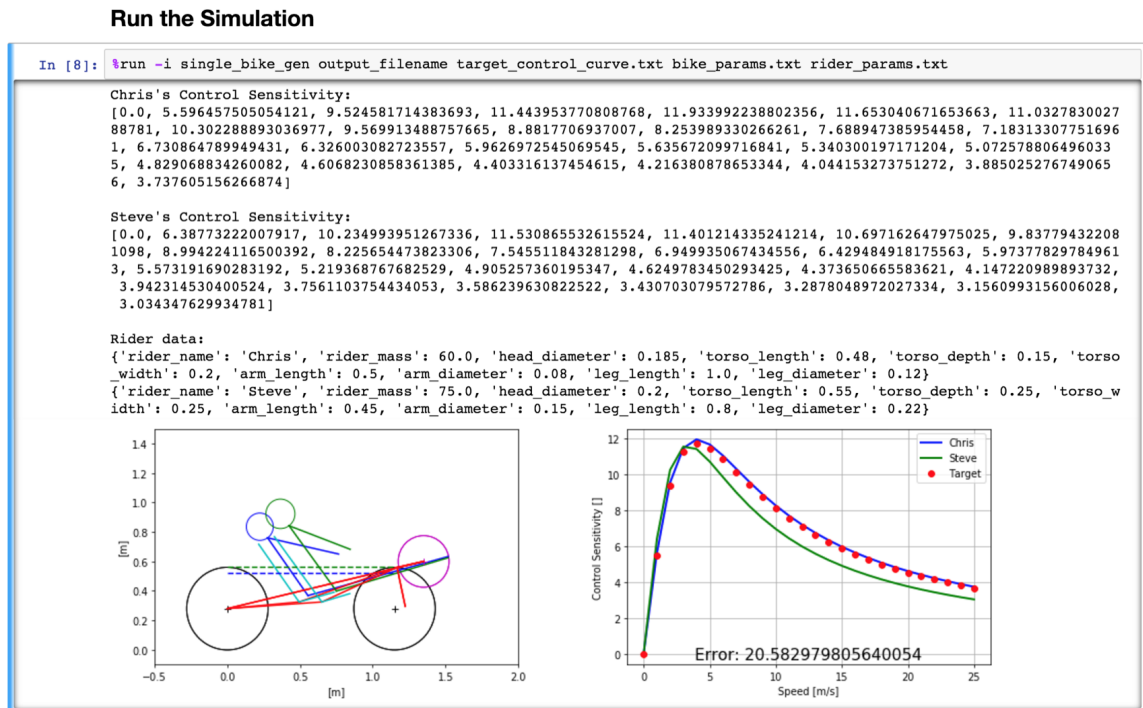 Run the Simulation
In [8]: %run -i single_bike_gen output_filename target_control_curve.txt bike_params.txt rider_params.txt
Chris's Control Sensitivity:
[0.0, 5.596457505054121, 9.524581714383693, 11.443953770808768, 11.933992238802356, 11.653040671653663, 11.0327830027
88781, 10.302288893036977, 9.569913488757665, 8.8817706937007, 8.253989330266261, 7.688947385954458, 7.18313307751696
1, 6.730864789949431, 6.326003082723557, 5.9626972545069545, 5.635672099716841, 5.340300197171204, 5.072578806496033
5, 4.829068834260082, 4.6068230858361385, 4.403316137454615, 4.216380878653344, 4.044153273751272, 3.885025276749065
6, 3.737605156266874]
Steve's Control Sensitivity:
[0.0, 6.38773222007917, 10.234993951267336, 11.530865532615524, 11.401214335241214, 10.697162647975025, 9.83779432208
1098, 8.994224116500392, 8.225654473823306, 7.545511843281298, 6.949935067434556, 6.429484918175563, 5.97377829784961
3, 5.573191690283192, 5.219368767682529, 4.905257360195347, 4.6249783450293425, 4.373650665583621, 4.147220989893732,
3.942314530400524, 3.7561103754434053, 3.586239630822522, 3.430703079572786, 3.2878048972027334, 3.1560993156006028,
3.034347629934781]
Rider data:
{'rider_name': 'Chris', 'rider_mass': 60.0, 'head_diameter': 0.185, 'torso_length': 0.48, 'torso_depth': 0.15, 'torso
_width': 0.2, 'arm_length': 0.5, 'arm_diameter': 0.08, 'leg_length': 1.0, 'leg_diameter': 0.12}
{'rider_name': 'Steve', 'rider_mass': 75.0, 'head_diameter': 0.2, 'torso_length': 0.55, 'torso_depth': 0.25, 'torso_w
idth': 0.25, 'arm_length': 0.45, 'arm_diameter': 0.15, 'leg_length': 0.8, 'leg_diameter': 0.22}
1.4
1.2
1.0
0.8
0.6
0.4
0.2
0.0
[m]
−0.5 0.0 0.5 1.0 1.5 2.0
[m]
12
10
8
6
4
2
0
Control Sensitivity []
Chris
Steve
Target
Error: 20.582979805640054
0 5 10 15 20 25
Speed [m/s]